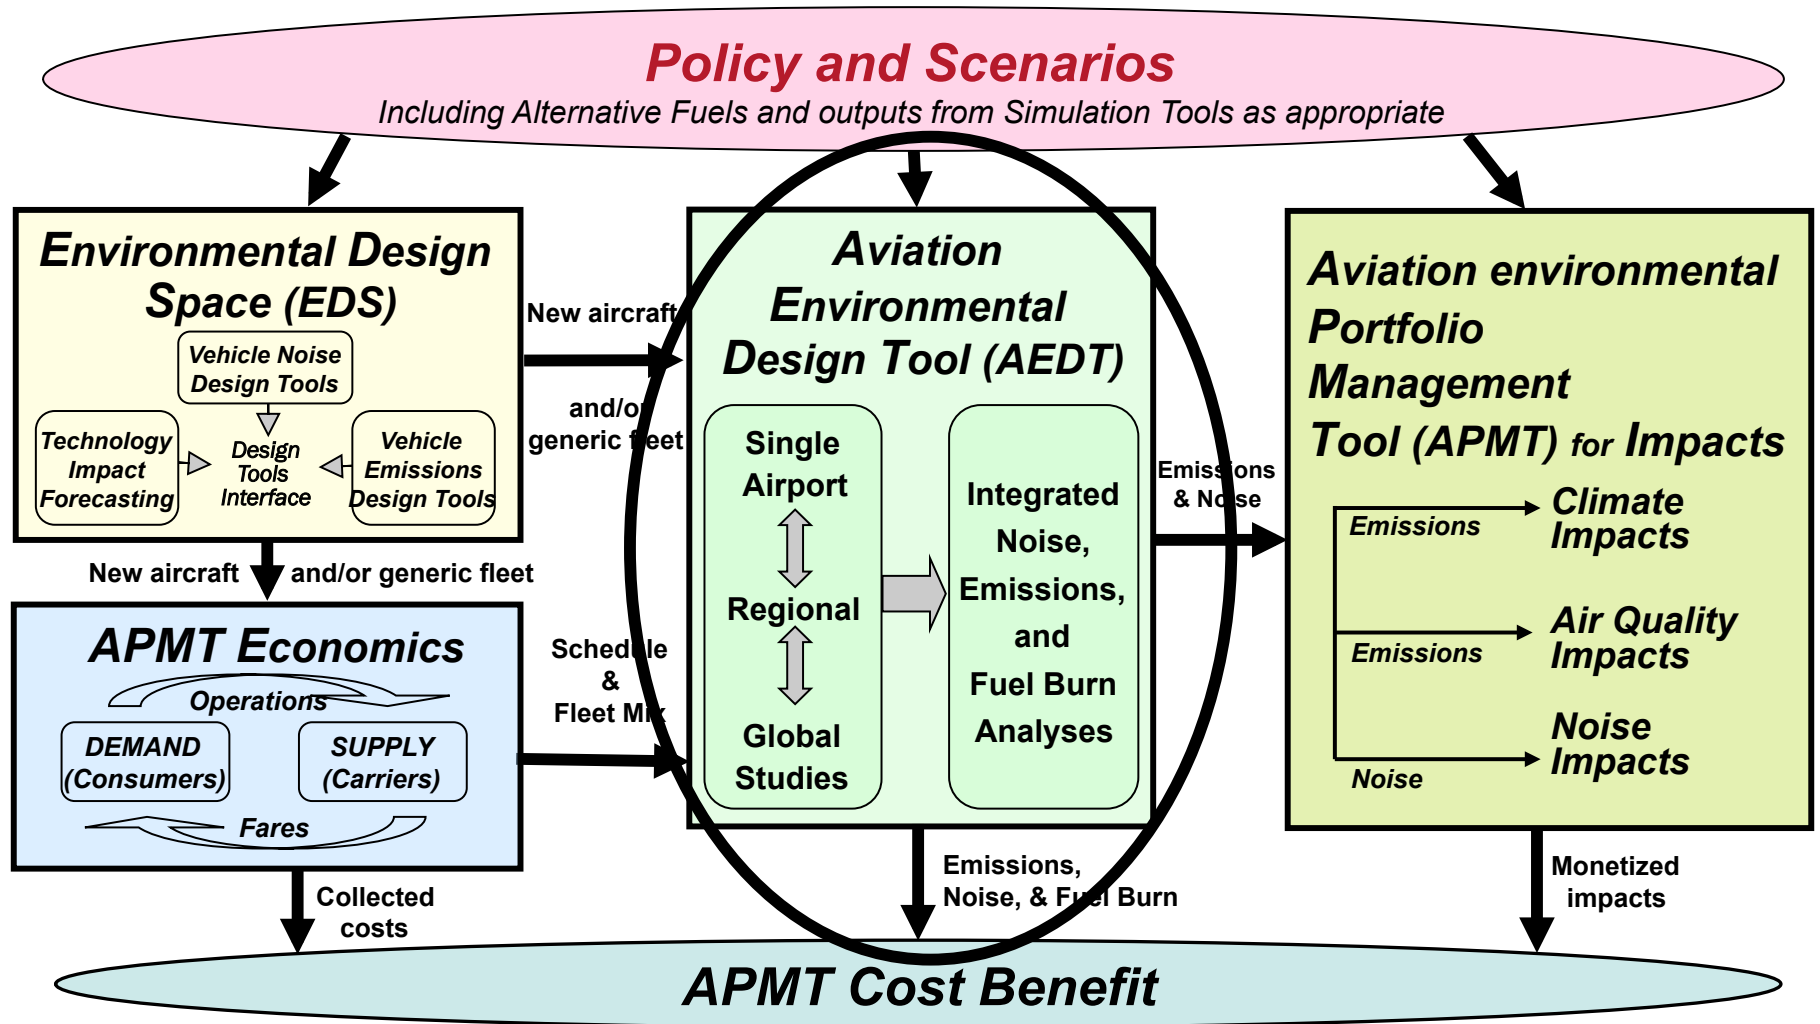 Policy and Scenarios
Including Alternative Fuels and outputs from Simulation Tools as appropriate
Environmental Design
Space (EDS)
Vehicle Noise
Design Tools
Technology
Impact
Forecasting
Design
Tools
Interface
Vehicle
Emissions
Design Tools
New aircraft
and/or
generic fleet
New aircraft
and/or generic fleet
APMT Economics
Operations
DEMAND
(Consumers)
SUPPLY
(Carriers)
Fares
Schedule
&
Fleet Mix
Collected
costs
Aviation
Environmental
Design Tool (AEDT)
Single
Airport
Regional
Global
Studies
Integrated
Noise,
Emissions,
and
Fuel Burn
Analyses
Emissions
& Noise
Emissions,
Noise, & Fuel Burn
Aviation environmental
Portfolio
Management
Tool (APMT) for Impacts
Emissions
Climate
Impacts
Emissions
Air Quality
Impacts
Noise
Noise
Impacts
Monetized
impacts
APMT Cost Benefit